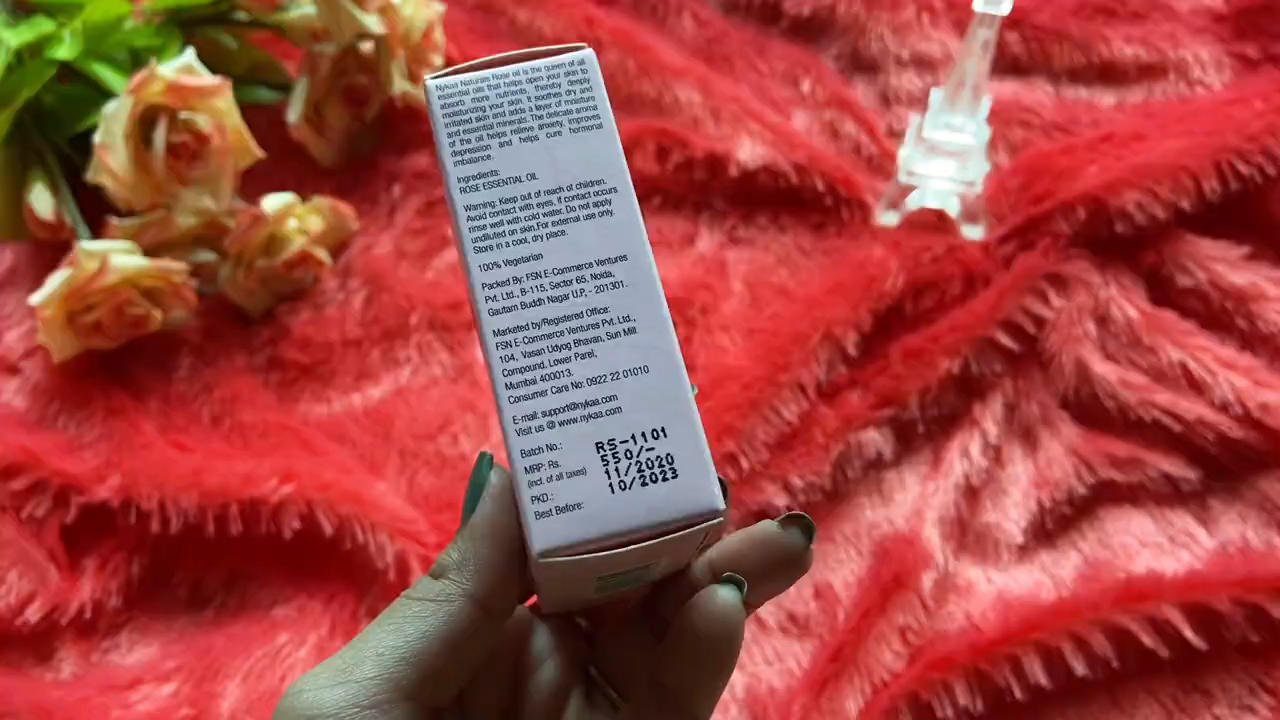 Nykaa Naturals Rose oil is the queen of all
essential oils that helps open your skin to
absorb more nutrients, thereby deeply
moisturizing your skin. It soothes dry and
irritated skin and adds a layer of moisture
and essential minerals. The delicate aroma
of the oil helps relieve anxiety, improves
depression and helps cure hormonal
imbalance.
Ingredients:
ROSE ESSENTIAL OIL
Warning: Keep out of reach of children.
Avoid contact with eyes, if contact occurs
rinse well with cold water. Do not apply
undiluted on skin.For external use only.
Store in a cool, dry place.
100% Vegetarian
Packed By: FSN E-Commerce Ventures
Pvt. Ltd., B-115, Sector 65, Noida,
Gautam Buddh Nagar U.P, - 201301.
Marketed by/Registered Office:
FSN E-Commerce Ventures Pvt. Ltd.,
104, Vasan Udyog Bhavan, Sun Mill
Compound, Lower Parel,
Mumbai 400013.
Consumer Care No: 0922 22 01010
E-mail: support@nykaa.com
Visit us @ www.nykaa.com
Batch No.: RS-1101
MRP: Rs. 550/-
(incl. of all taxes)
PKD.: 11/2020
Best Before: 10/2023